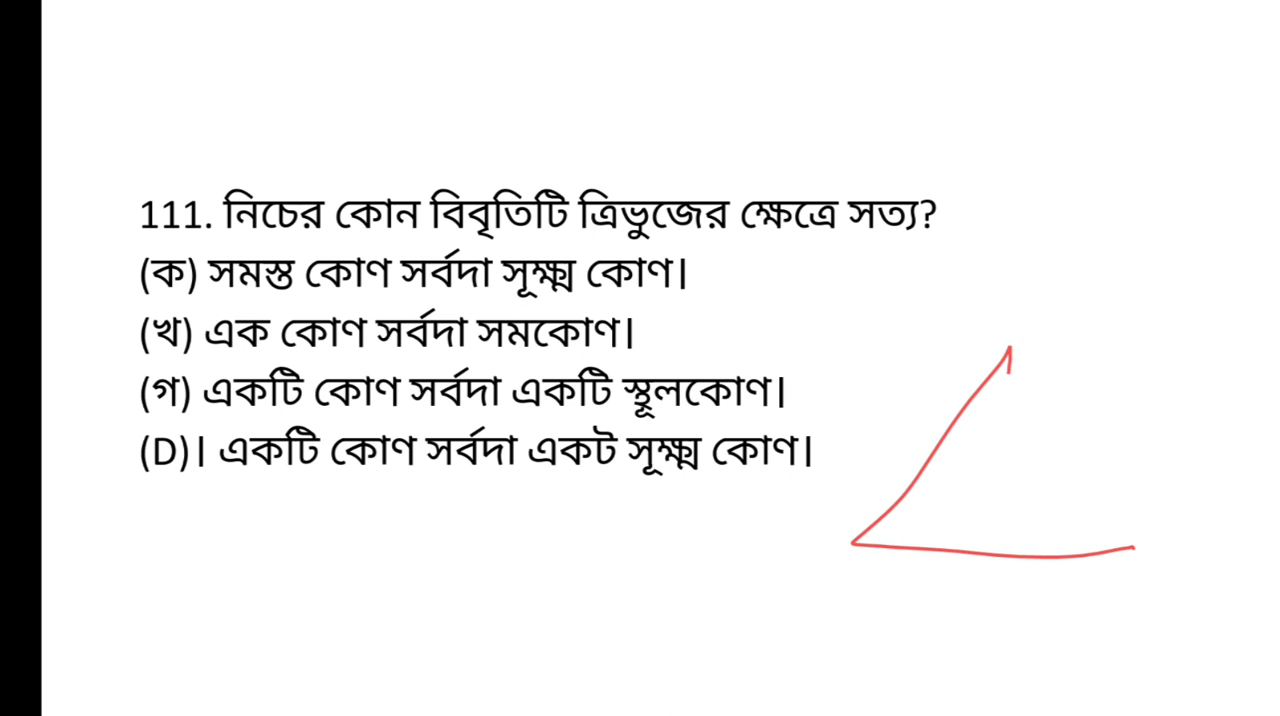 111. নিচের কোন বিবৃতিটি ত্রিভুজের ক্ষেত্রে সত্য?
(ক) সমস্ত কোণ সর্বদা সূক্ষ্ম কোণ।
(খ) এক কোণ সর্বদা সমকোণ।
(গ) একটি কোণ সর্বদা একটি স্থূলকোণ।
(D)। একটি কোণ সর্বদা একট সূক্ষ্ম কোণ।